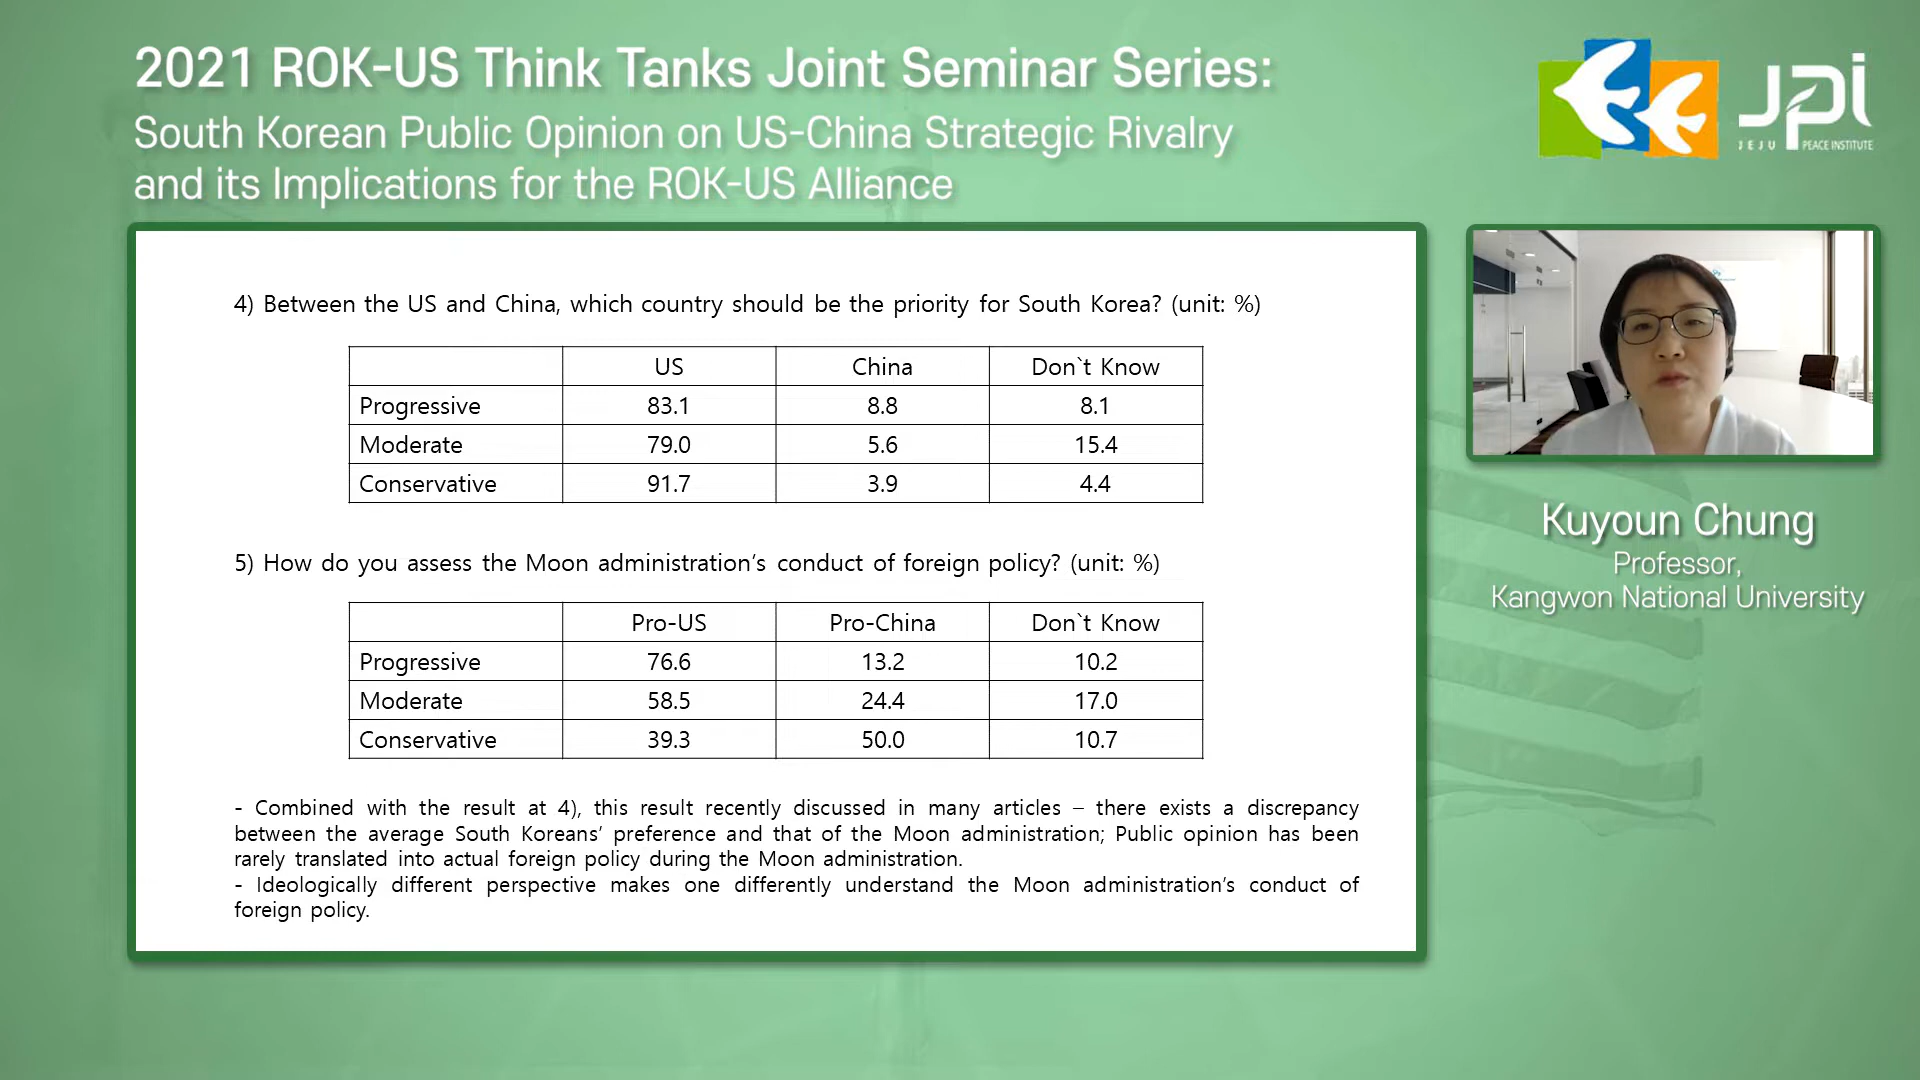 2021 ROK-US Think Tanks Joint Seminar Series:
South Korean Public Opinion on US-China Strategic Rivalry
and its Implications for the ROK-US Alliance
JPI
JEJU PEACE INSTITUTE
4) Between the US and China, which country should be the priority for South Korea? (unit: %)
US China Don`t Know
Progressive 83.1 8.8 8.1
Moderate 79.0 5.6 15.4
Conservative 91.7 3.9 4.4
5) How do you assess the Moon administration’s conduct of foreign policy? (unit: %)
Pro-US Pro-China Don`t Know
Progressive 76.6 13.2 10.2
Moderate 58.5 24.4 17.0
Conservative 39.3 50.0 10.7
- Combined with the result at 4), this result recently discussed in many articles – there exists a discrepancy
between the average South Koreans’ preference and that of the Moon administration; Public opinion has been
rarely translated into actual foreign policy during the Moon administration.
- Ideologically different perspective makes one differently understand the Moon administration’s conduct of
foreign policy.
Kuyoun Chung
Professor,
Kangwon National University